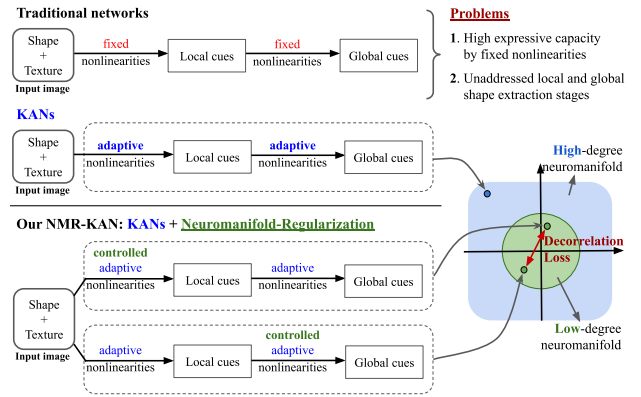 Traditional networks
Shape
+
Texture
Input image
fixed
nonlinearities
Local cues
fixed
nonlinearities
Global cues
Problems
1. High expressive capacity
by fixed nonlinearities
2. Unaddressed local and global
shape extraction stages
KANs
Shape
+
Texture
Input image
adaptive
nonlinearities
Local cues
adaptive
nonlinearities
Global cues
High-degree
neuromanifold
Decorrelation
Loss
Low-degree
neuromanifold
Our NMR-KAN: KANs + Neuromanifold-Regularization
Shape
+
Texture
Input image
controlled
adaptive
nonlinearities
Local cues
adaptive
nonlinearities
Global cues
adaptive
nonlinearities
Local cues
controlled
adaptive
nonlinearities
Global cues